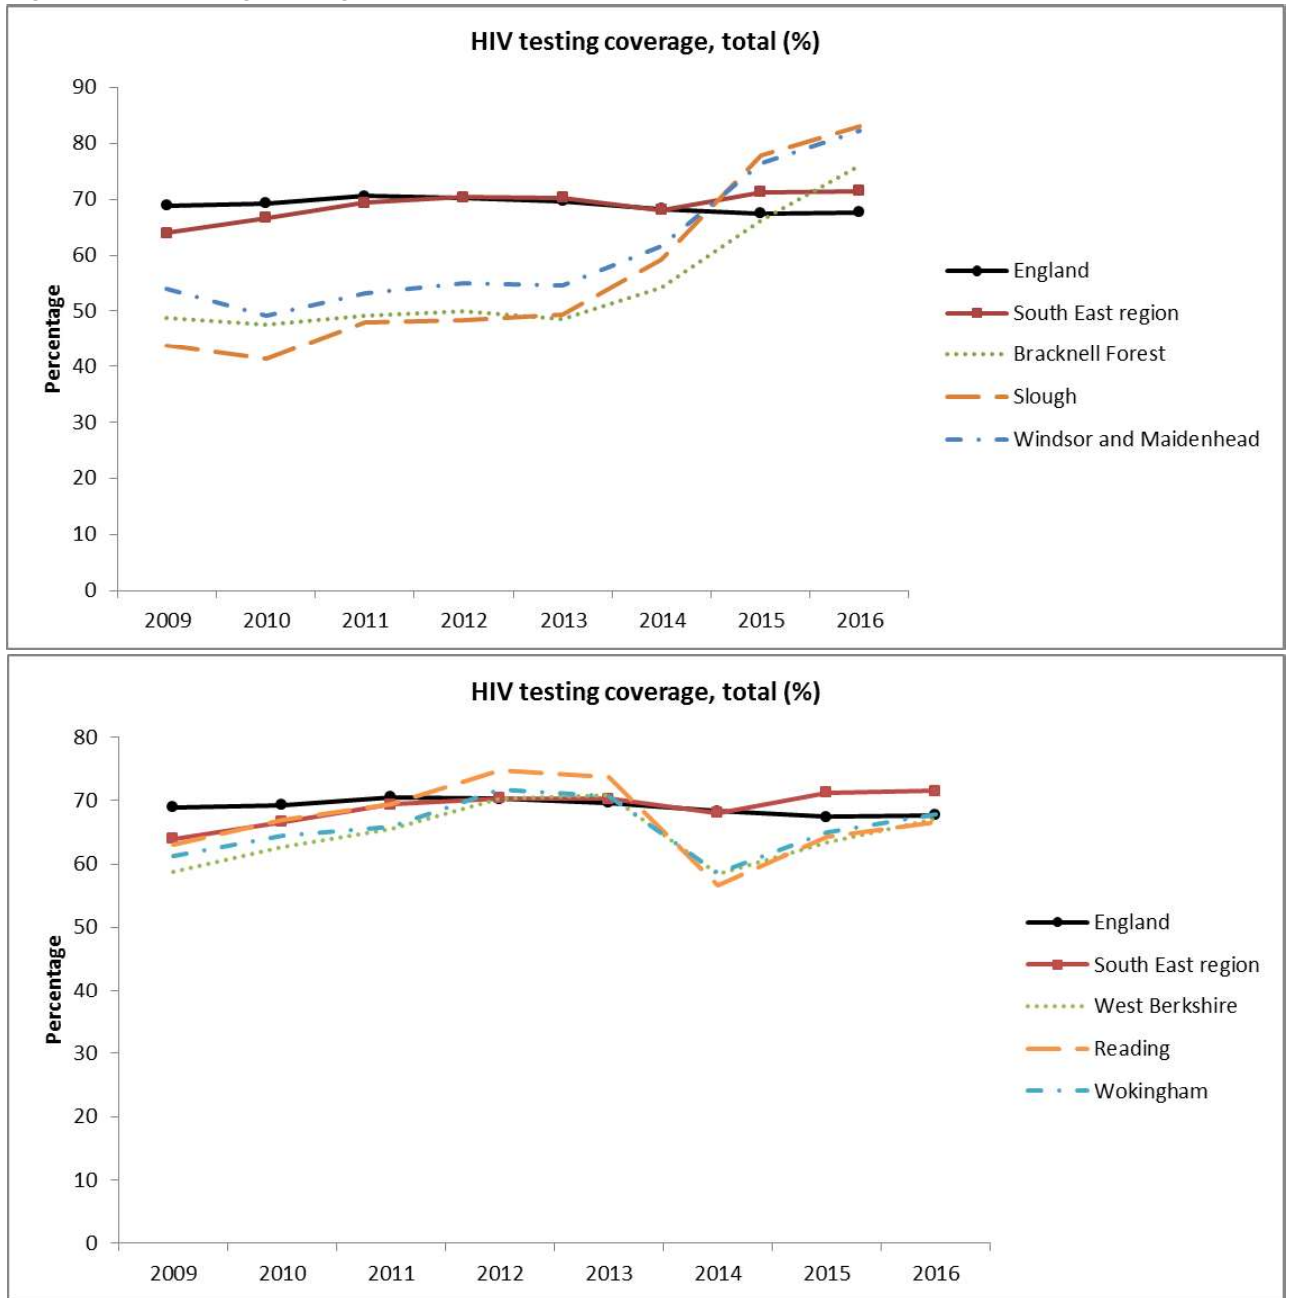 HIV testing coverage, total (%)
90
80
70
60
50
40
30
20
10
0
Percentage
2009 2010 2011 2012 2013 2014 2015 2016
England
South East region
Bracknell Forest
Slough
Windsor and Maidenhead
HIV testing coverage, total (%)
80
70
60
50
40
30
20
10
0
Percentage
2009 2010 2011 2012 2013 2014 2015 2016
England
South East region
West Berkshire
Reading
Wokingham